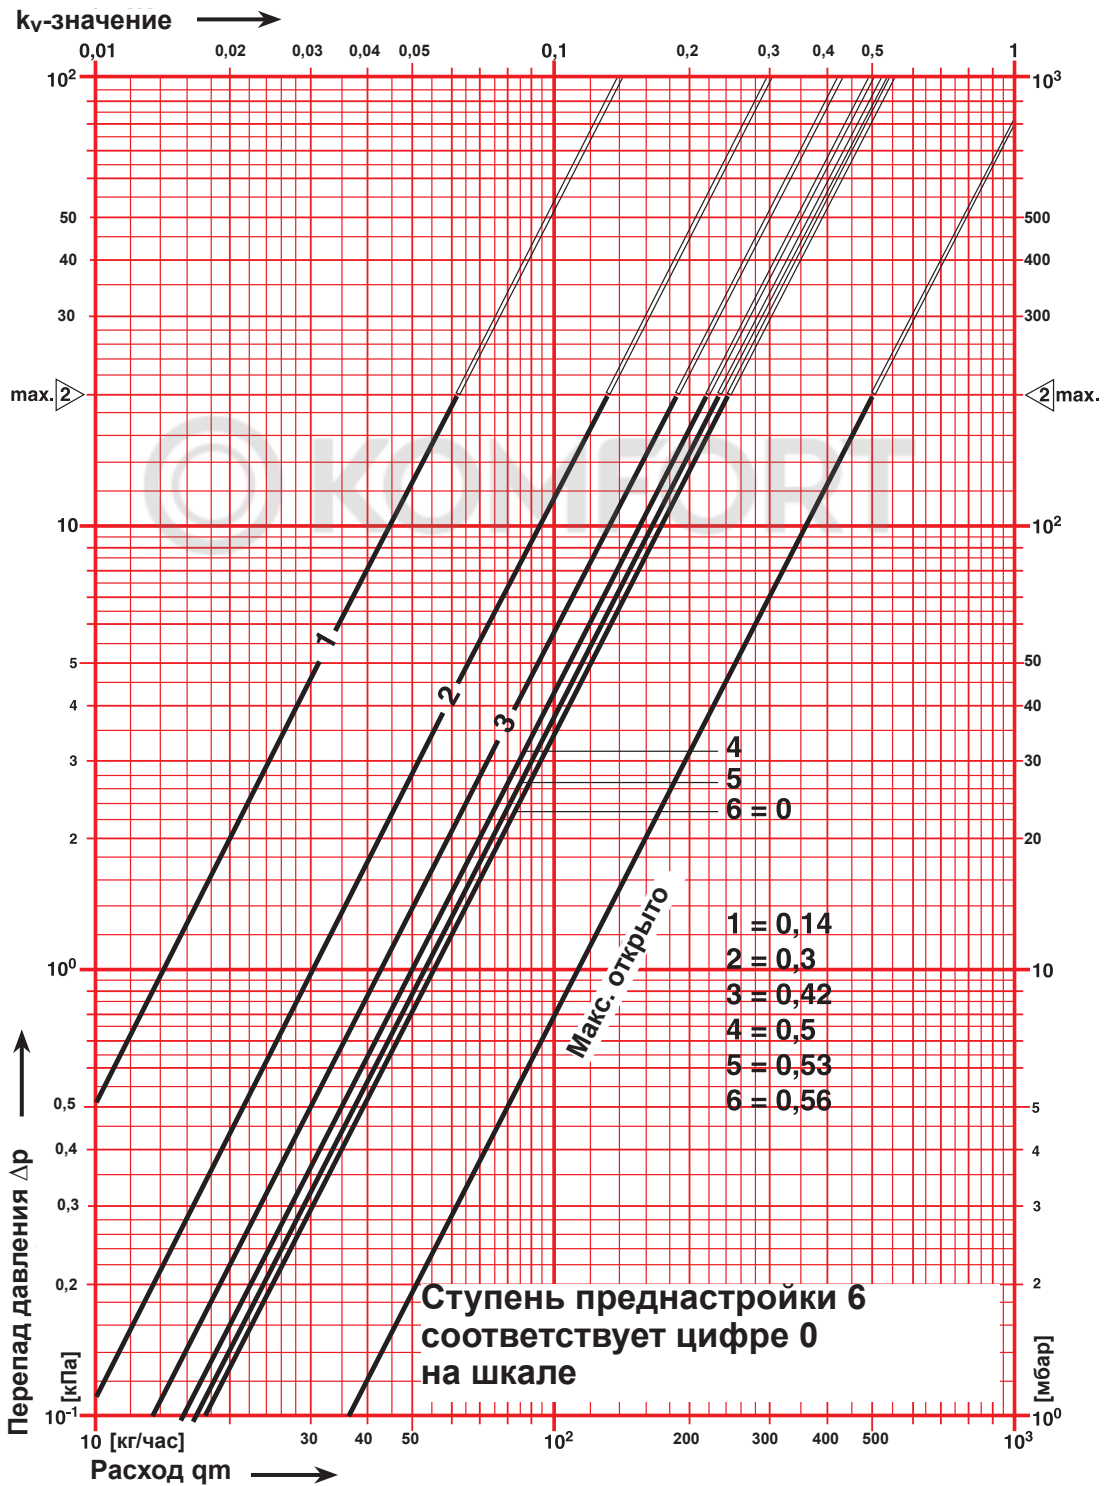 kv-значение
0,01 0,02 0,03 0,04 0,05 0,1 0,2 0,3 0,4 0,5 1
10² 10³
50 500
40 400
30 300
max. 2 2 max.
KOMFORT
10 10²
1
5 50
2
4 40
3
4
3 30
5
6 = 0
2 20
Макс. открыто
1 = 0,14
2 = 0,3
10⁰ 10
3 = 0,42
4 = 0,5
5 = 0,53
6 = 0,56
0,5 5
0,4 4
0,3 3
0,2 2
Перепад давления Δp
[кПа]
Ступень преднастройки 6
соответствует цифре 0
на шкале
[мбар]
10⁻¹ 10⁰
10 [кг/час] 30 40 50 10² 200 300 400 500 10³
Расход qm